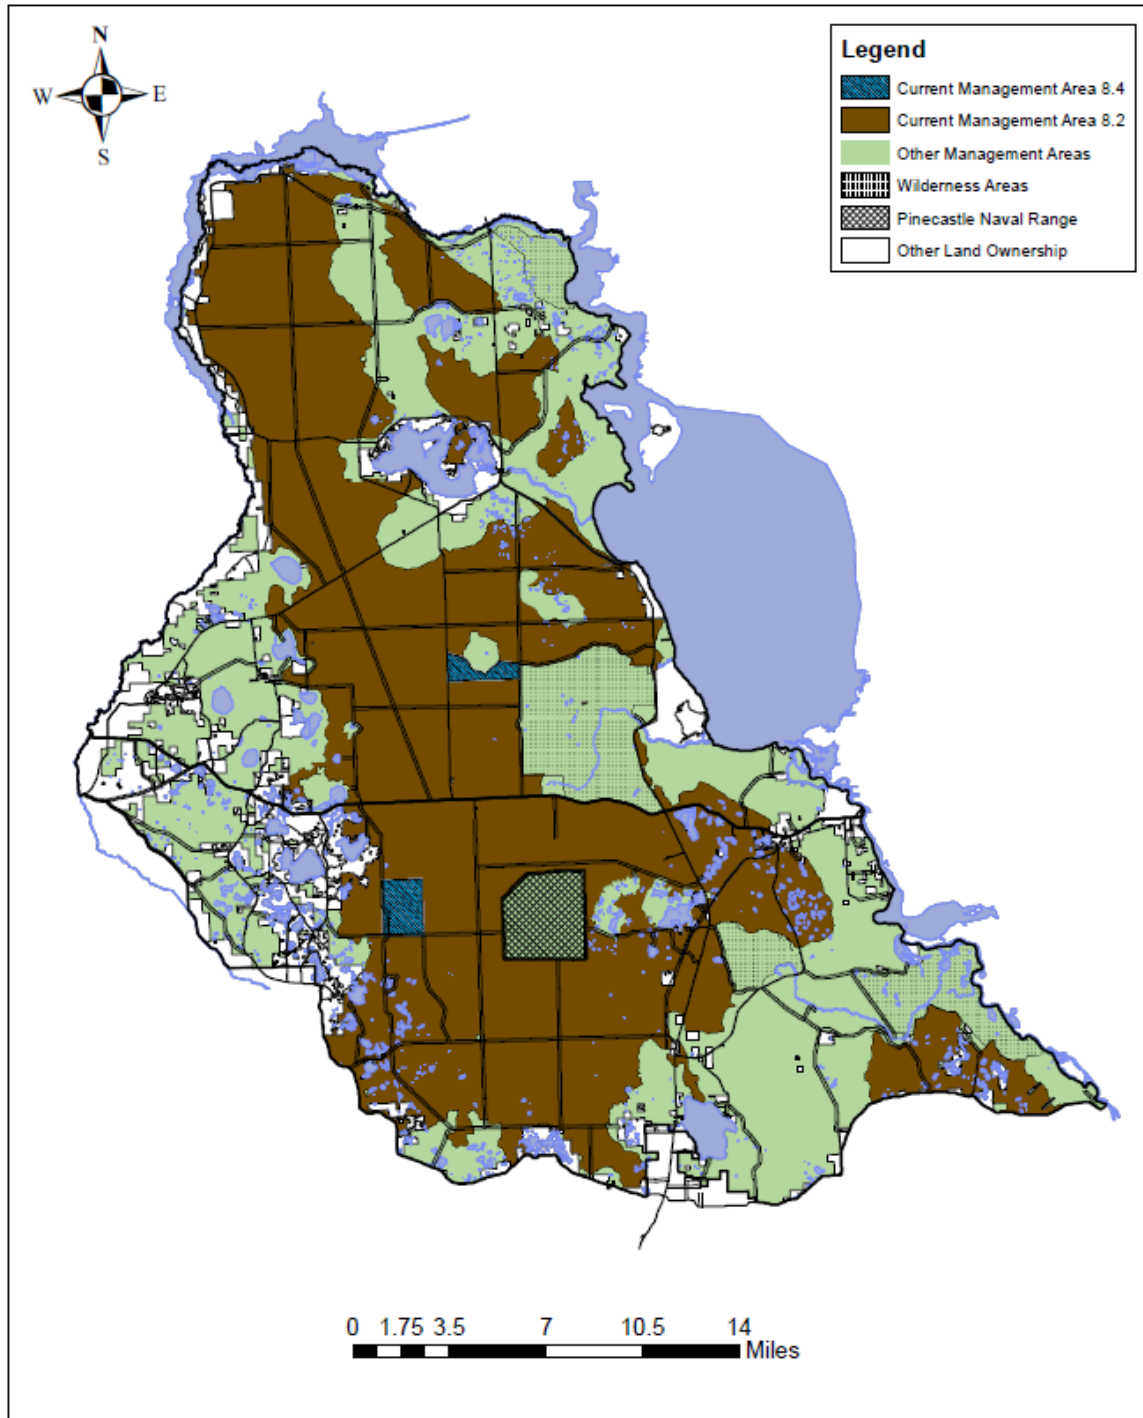 N
W E
S
Legend
Current Management Area 8.4
Current Management Area 8.2
Other Management Areas
Wilderness Areas
Pinecastle Naval Range
Other Land Ownership
0 1.75 3.5 7 10.5 14
Miles